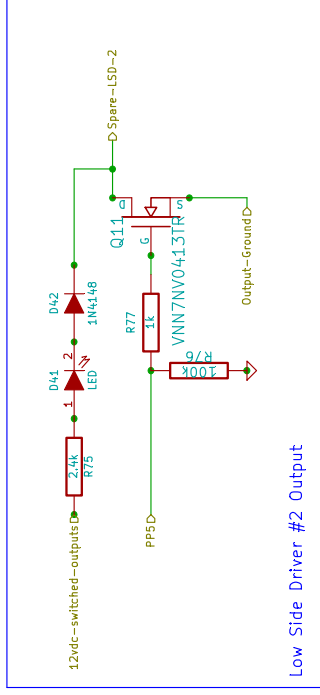 Spare-LSD-2
D
S
G
Q11
VNN7NV0413TR
Output-Ground
D42
1N4148
R77
1k
R76
100k
D41
LED
2
1
2.4k
R75
12vdc-switched-outputs
PP5
Low Side Driver #2 Output